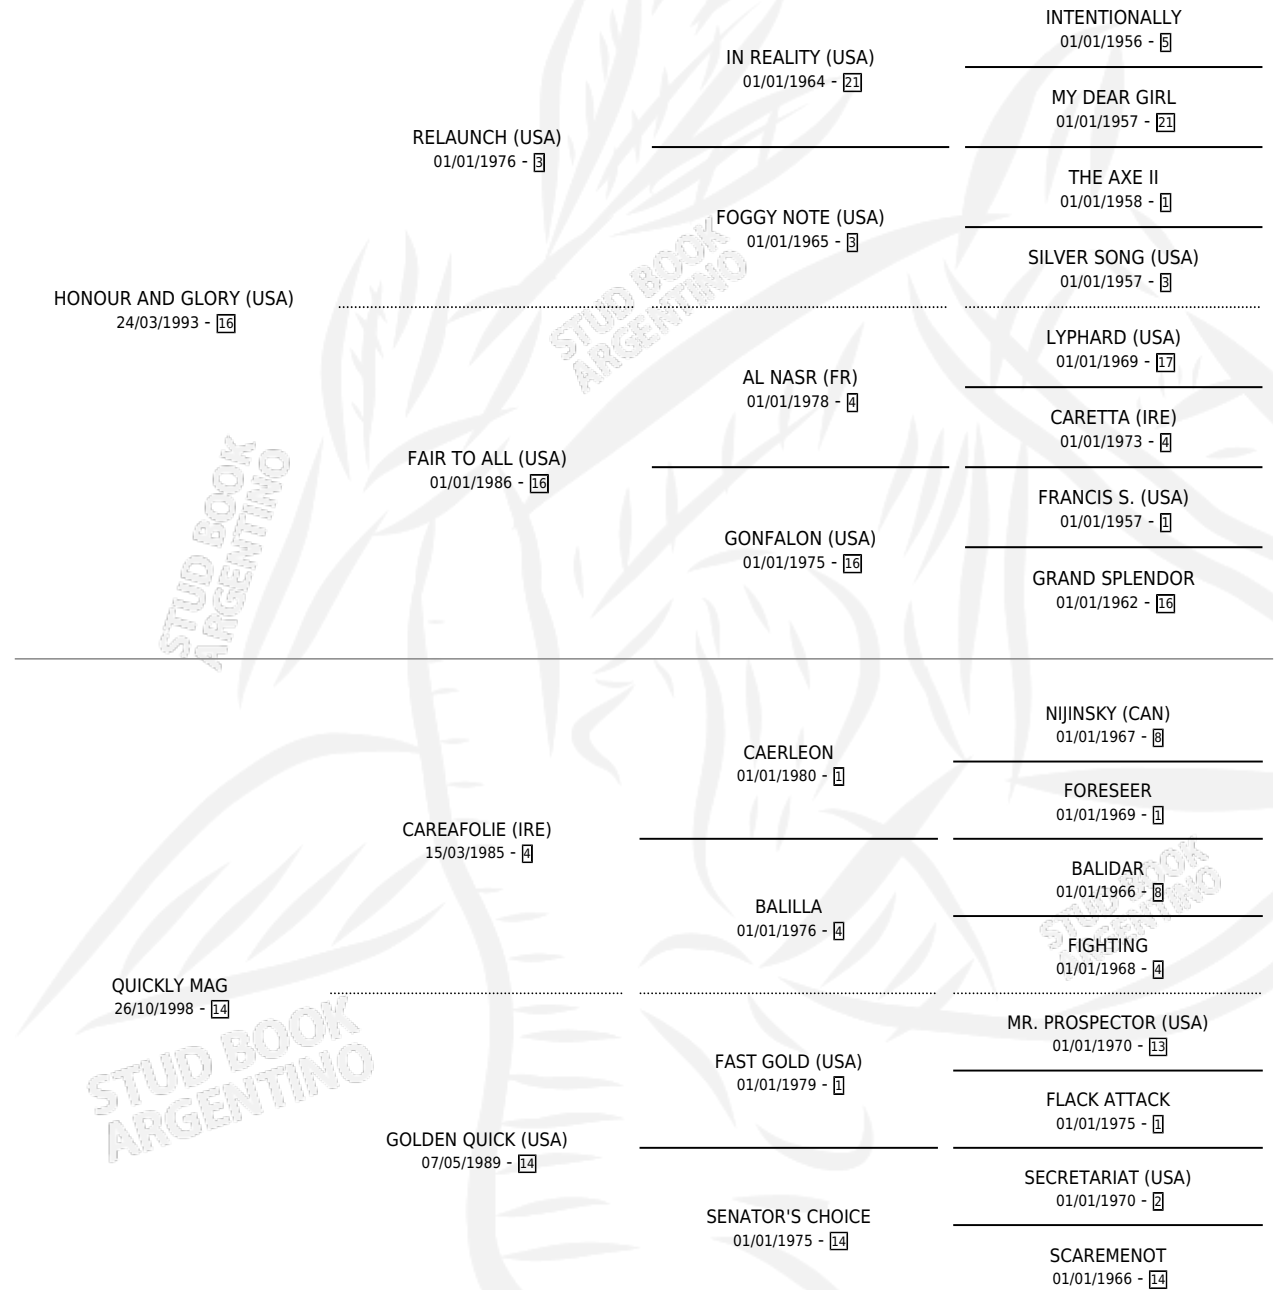 INTENTIONALLY
01/01/1956 - 5
IN REALITY (USA)
01/01/1964 - 21
MY DEAR GIRL
01/01/1957 - 21
RELAUNCH (USA)
01/01/1976 - 3
THE AXE II
01/01/1958 - 1
FOGGY NOTE (USA)
01/01/1965 - 3
SILVER SONG (USA)
01/01/1957 - 3
HONOUR AND GLORY (USA)
24/03/1993 - 16
LYPHARD (USA)
01/01/1969 - 17
AL NASR (FR)
01/01/1978 - 4
CARETTA (IRE)
01/01/1973 - 4
FAIR TO ALL (USA)
01/01/1986 - 16
FRANCIS S. (USA)
01/01/1957 - 1
GONFALON (USA)
01/01/1975 - 16
GRAND SPLENDOR
01/01/1962 - 16
NIJINSKY (CAN)
01/01/1967 - 8
CAERLEON
01/01/1980 - 1
FORESEER
01/01/1969 - 1
CAREAFOLIE (IRE)
15/03/1985 - 4
BALIDAR
01/01/1966 - 8
BALILLA
01/01/1976 - 4
FIGHTING
01/01/1968 - 4
QUICKLY MAG
26/10/1998 - 14
MR. PROSPECTOR (USA)
01/01/1970 - 13
FAST GOLD (USA)
01/01/1979 - 1
FLACK ATTACK
01/01/1975 - 1
GOLDEN QUICK (USA)
07/05/1989 - 14
SECRETARIAT (USA)
01/01/1970 - 2
SENATOR'S CHOICE
01/01/1975 - 14
SCAREMENOT
01/01/1966 - 14
STUD BOOK
ARGENTINO
STUD BOOK
ARGENTINO
STUD BOOK
ARGENTINO
STUD BOOK
ARGENTINO